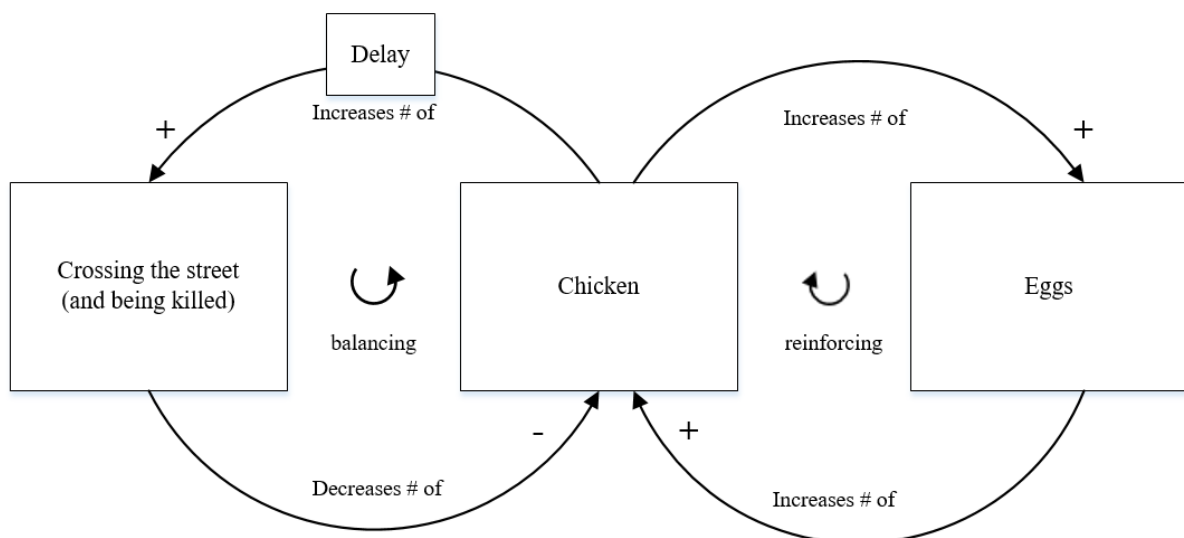 Delay
Increases # of
Increases # of
+
+
Crossing the street
(and being killed)
balancing
Chicken
reinforcing
Eggs
-
+
Decreases # of
Increases # of